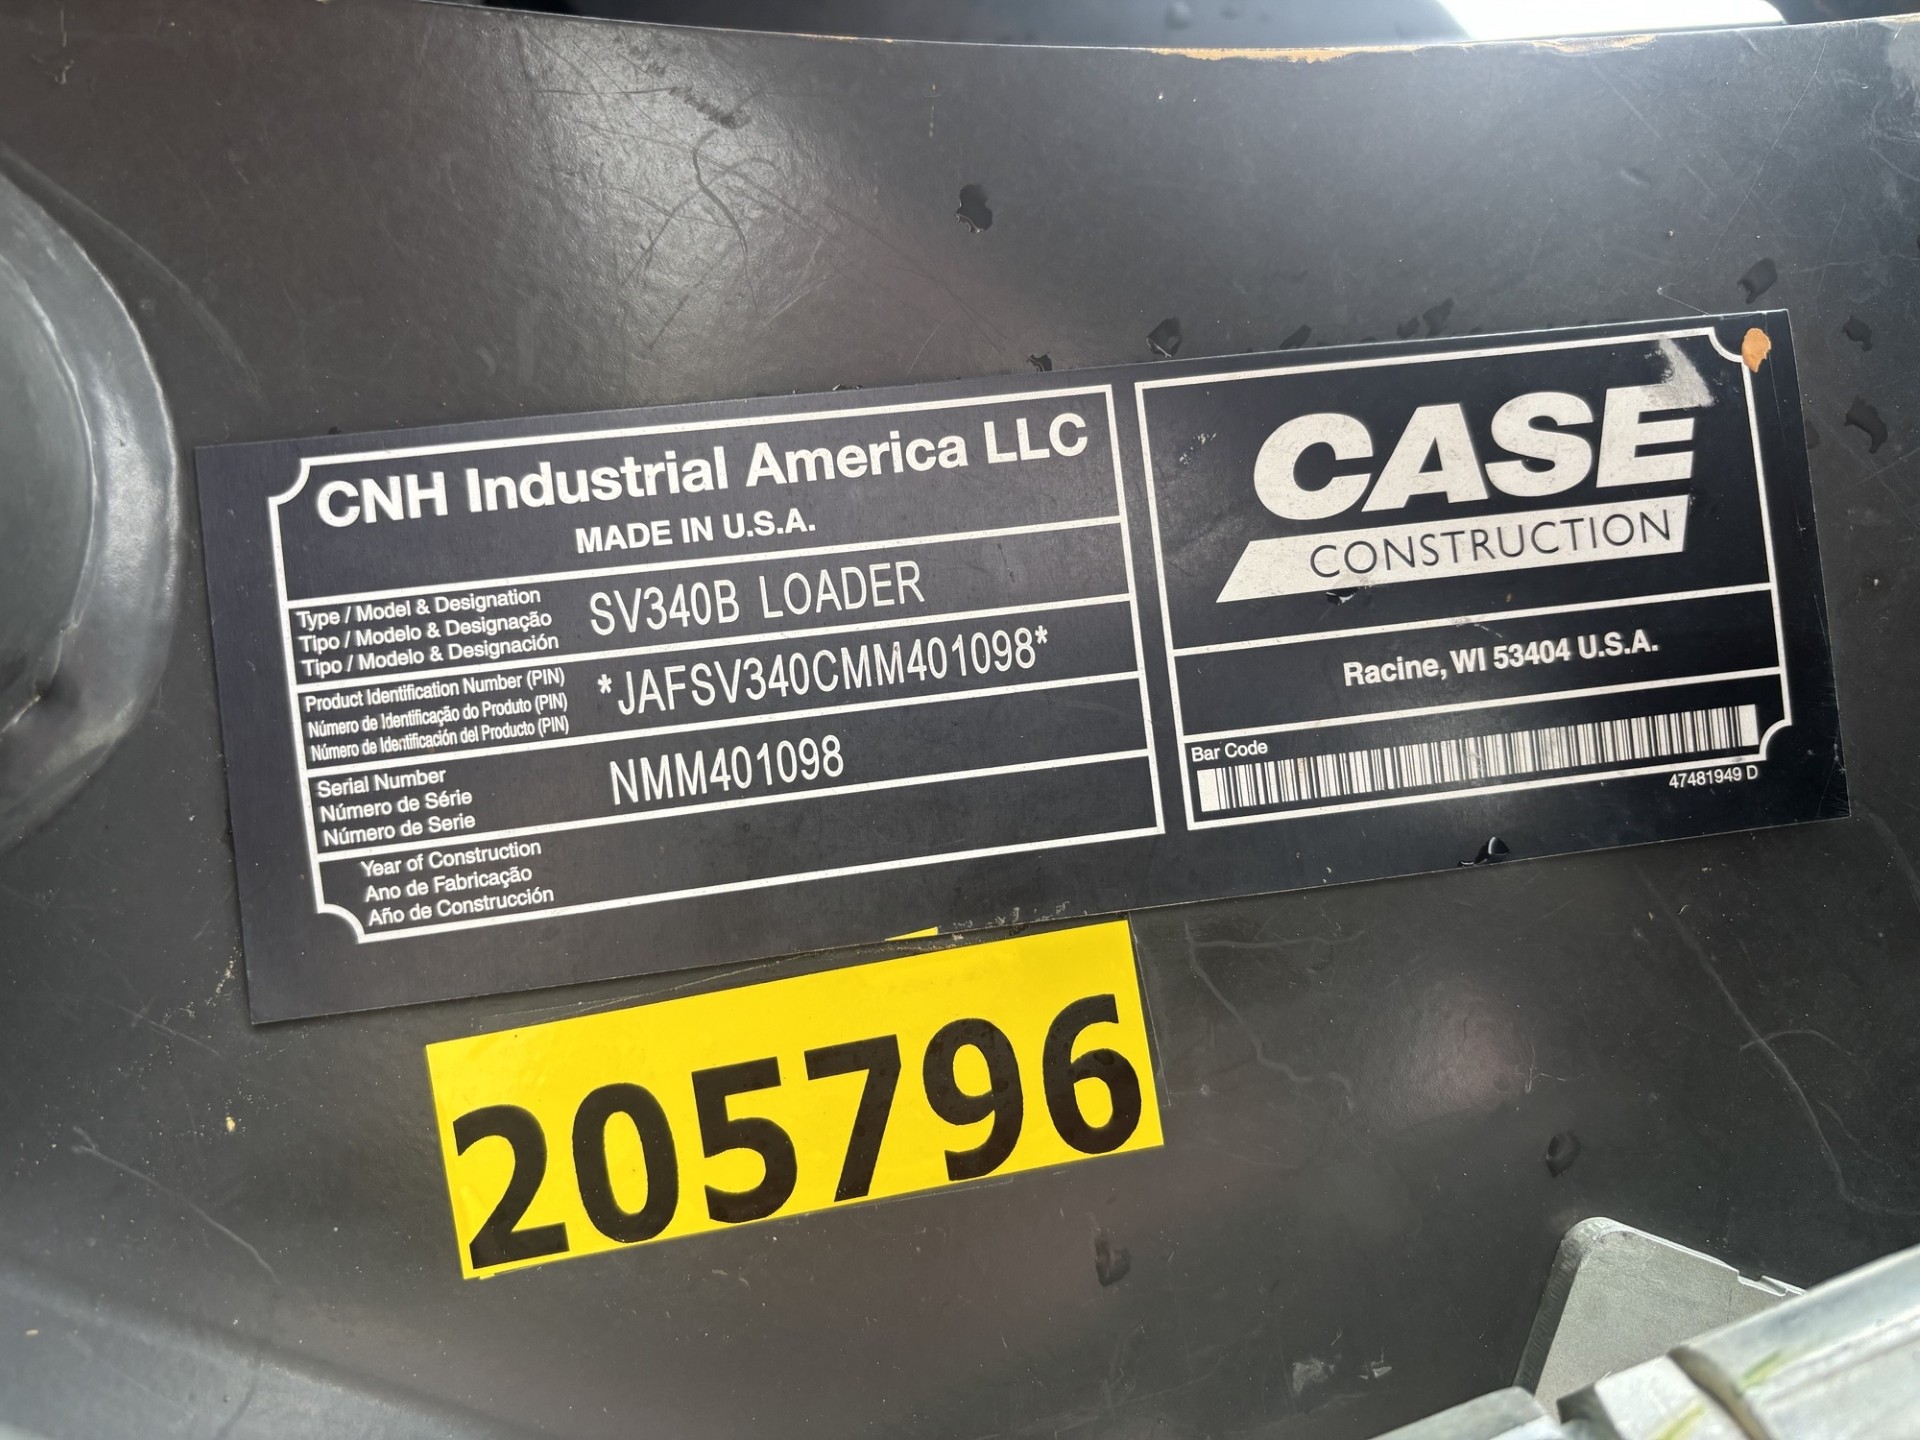 CNH Industrial America LLC
MADE IN U.S.A.
Type / Model & Designation
Tipo / Modelo & Designação
Tipo / Modelo & Designación
SV340B LOADER
Product Identification Number (PIN)
Número de Identificação do Produto (PIN)
Número de Identificación del Producto (PIN)
*JAFSV340CMM401098*
Serial Number
Número de Série
Número de Serie
NMM401098
Year of Construction
Ano de Fabricação
Año de Construcción
CASE
CONSTRUCTION
Racine, WI 53404 U.S.A.
Bar Code
47481949 D
205796